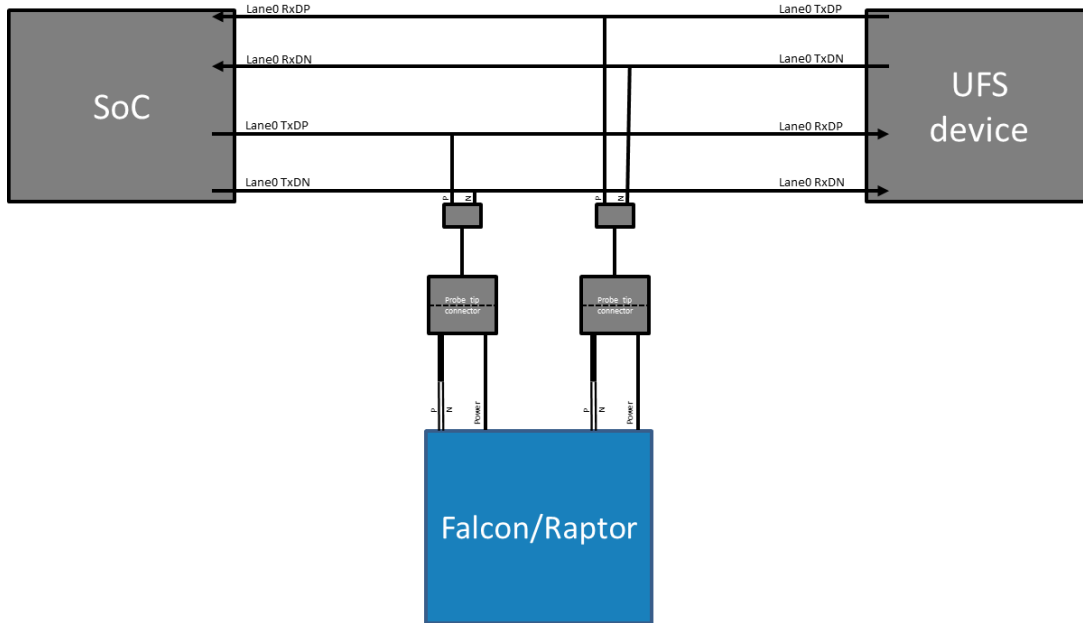 Lane0 RxDP
Lane0 TxDP
Lane0 RxDN
Lane0 TxDN
SoC
UFS
device
Lane0 TxDP
Lane0 RxDP
Lane0 TxDN
Lane0 RxDN
P
N
P
N
Probe tip
connector
Probe tip
connector
P
N
Power
P
N
Power
Falcon/Raptor